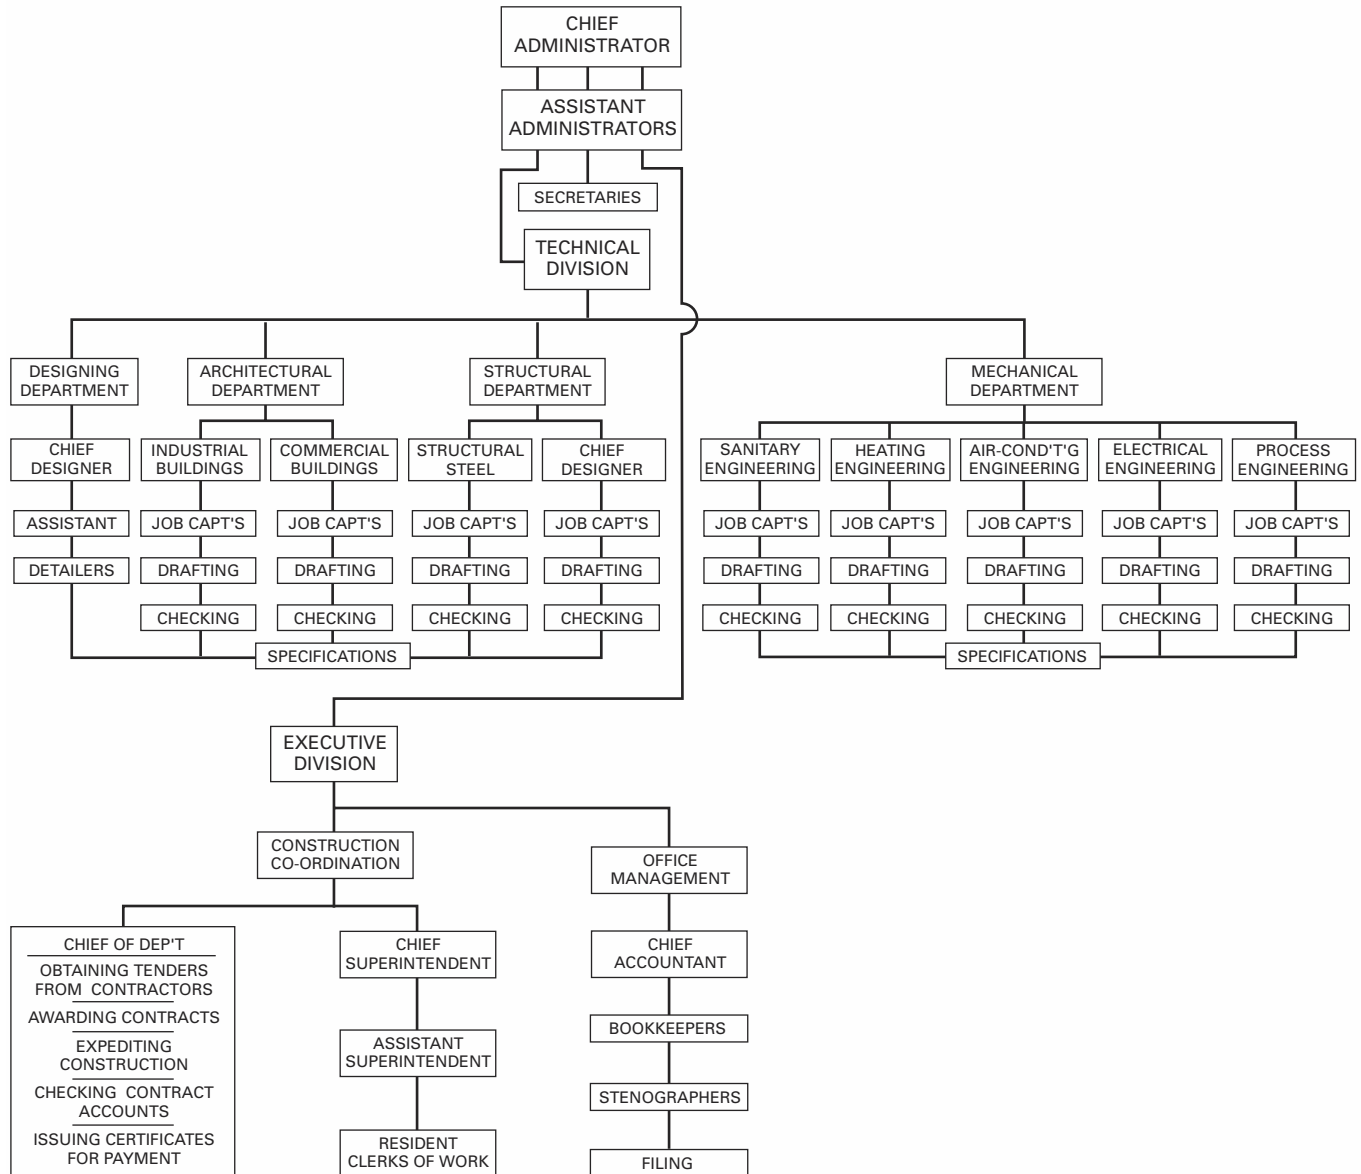 CHIEF
ADMINISTRATOR
ASSISTANT
ADMINISTRATORS
SECRETARIES
TECHNICAL
DIVISION
DESIGNING
DEPARTMENT
ARCHITECTURAL
DEPARTMENT
STRUCTURAL
DEPARTMENT
MECHANICAL
DEPARTMENT
CHIEF
DESIGNER
INDUSTRIAL
BUILDINGS
COMMERCIAL
BUILDINGS
STRUCTURAL
STEEL
CHIEF
DESIGNER
SANITARY
ENGINEERING
HEATING
ENGINEERING
AIR-COND'T'G
ENGINEERING
ELECTRICAL
ENGINEERING
PROCESS
ENGINEERING
ASSISTANT
JOB CAPT'S
JOB CAPT'S
JOB CAPT'S
JOB CAPT'S
JOB CAPT'S
JOB CAPT'S
JOB CAPT'S
JOB CAPT'S
JOB CAPT'S
DETAILERS
DRAFTING
DRAFTING
DRAFTING
DRAFTING
DRAFTING
DRAFTING
DRAFTING
DRAFTING
DRAFTING
CHECKING
CHECKING
CHECKING
CHECKING
CHECKING
CHECKING
CHECKING
CHECKING
CHECKING
SPECIFICATIONS
SPECIFICATIONS
EXECUTIVE
DIVISION
CONSTRUCTION
CO-ORDINATION
OFFICE
MANAGEMENT
CHIEF OF DEP'T
OBTAINING TENDERS
FROM CONTRACTORS
AWARDING CONTRACTS
EXPEDITING
CONSTRUCTION
CHECKING CONTRACT
ACCOUNTS
ISSUING CERTIFICATES
FOR PAYMENT
CHIEF
SUPERINTENDENT
ASSISTANT
SUPERINTENDENT
RESIDENT
CLERKS OF WORK
CHIEF
ACCOUNTANT
BOOKKEEPERS
STENOGRAPHERS
FILING